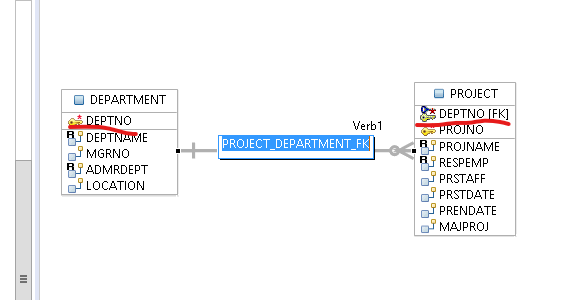 DEPARTMENT
DEPTNO
DEPTNAME
MGRNO
ADMRDEPT
LOCATION
Verb1
PROJECT_DEPARTMENT_FK
PROJECT
DEPTNO [FK]
PROJNO
PROJNAME
RESPEMP
PRSTAFF
PRSTDATE
PRENDATE
MAJPROJ